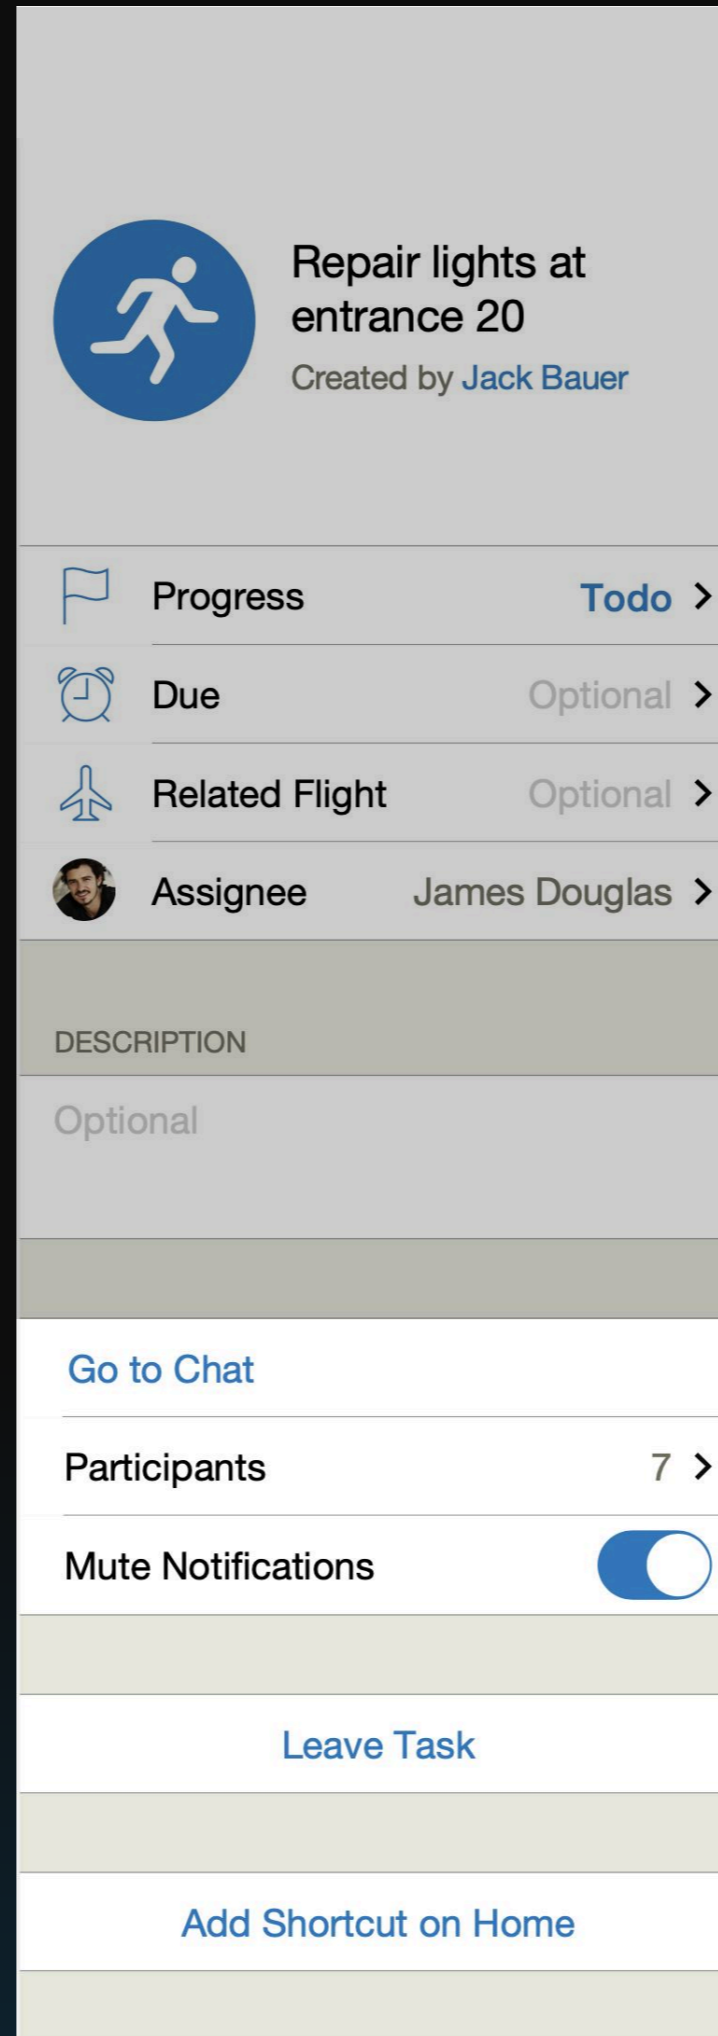 Repair lights at
entrance 20
Created by Jack Bauer
Progress Todo
Due Optional
Related Flight Optional
Assignee James Douglas
DESCRIPTION
Optional
Go to Chat
Participants 7
Mute Notifications
Leave Task
Add Shortcut on Home